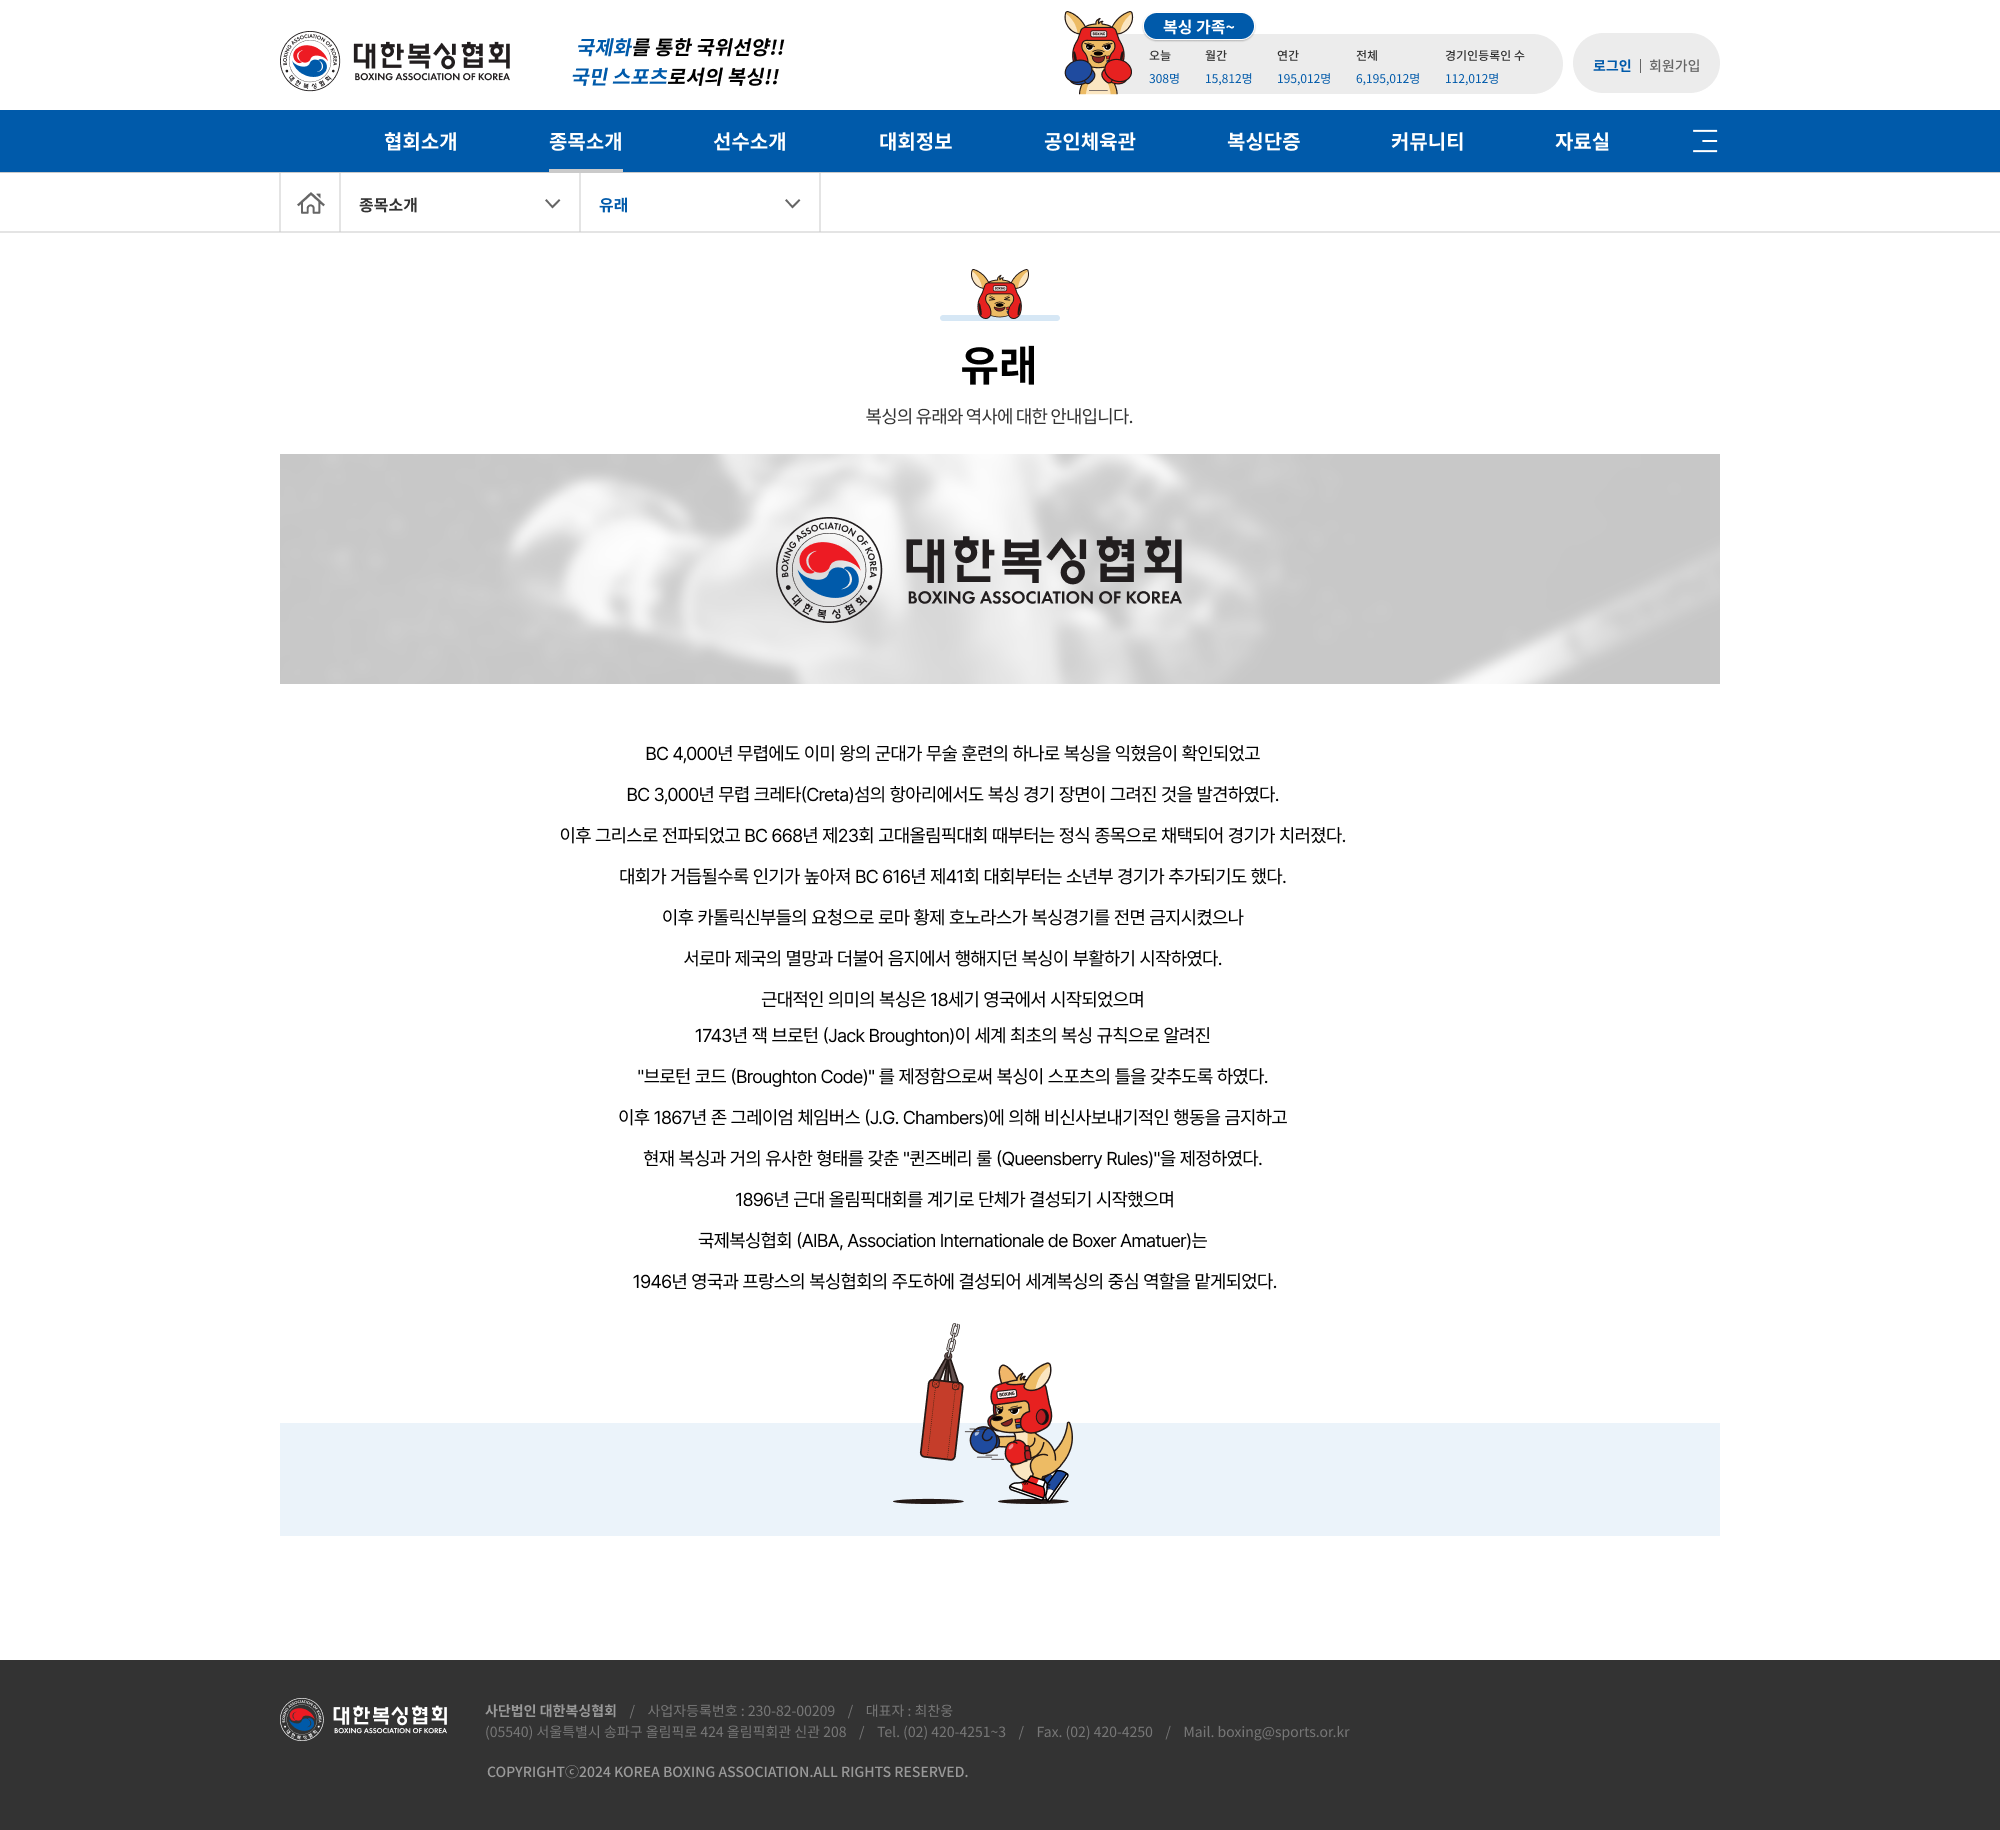 대한복싱협회
BOXING ASSOCIATION OF KOREA
국제화를 통한 국위선양!!
국민 스포츠로서의 복싱!!
BOXING
복싱 가족~
오늘 월간 연간 전체 경기인등록인 수
308명 15,812명 195,012명 6,195,012명 112,012명
로그인 | 회원가입
협회소개 종목소개 선수소개 대회정보 공인체육관 복싱단증 커뮤니티 자료실
종목소개 유래
BOXING
유래
복싱의 유래와 역사에 대한 안내입니다.
BOXING ASSOCIATION OF KOREA
대한복싱협회
대한복싱협회
BOXING ASSOCIATION OF KOREA
BC 4,000년 무렵에도 이미 왕의 군대가 무술 훈련의 하나로 복싱을 익혔음이 확인되었고
BC 3,000년 무렵 크레타(Creta)섬의 항아리에서도 복싱 경기 장면이 그려진 것을 발견하였다.
이후 그리스로 전파되었고 BC 668년 제23회 고대올림픽대회 때부터는 정식 종목으로 채택되어 경기가 치러졌다.
대회가 거듭될수록 인기가 높아져 BC 616년 제41회 대회부터는 소년부 경기가 추가되기도 했다.
이후 카톨릭신부들의 요청으로 로마 황제 호노라스가 복싱경기를 전면 금지시켰으나
서로마 제국의 멸망과 더불어 음지에서 행해지던 복싱이 부활하기 시작하였다.
근대적인 의미의 복싱은 18세기 영국에서 시작되었으며
1743년 잭 브로턴 (Jack Broughton)이 세계 최초의 복싱 규칙으로 알려진
"브로턴 코드 (Broughton Code)" 를 제정함으로써 복싱이 스포츠의 틀을 갖추도록 하였다.
이후 1867년 존 그레이엄 체임버스 (J.G. Chambers)에 의해 비신사보내기적인 행동을 금지하고
현재 복싱과 거의 유사한 형태를 갖춘 "퀸즈베리 룰 (Queensberry Rules)"을 제정하였다.
1896년 근대 올림픽대회를 계기로 단체가 결성되기 시작했으며
국제복싱협회 (AIBA, Association Internationale de Boxer Amatuer)는
1946년 영국과 프랑스의 복싱협회의 주도하에 결성되어 세계복싱의 중심 역할을 맡게되었다.
BOXING
대한복싱협회
BOXING ASSOCIATION OF KOREA
사단법인 대한복싱협회 / 사업자등록번호 : 230-82-00209 / 대표자 : 최찬웅
(05540) 서울특별시 송파구 올림픽로 424 올림픽회관 신관 208 / Tel. (02) 420-4251~3 / Fax. (02) 420-4250 / Mail. boxing@sports.or.kr
COPYRIGHTⓒ2024 KOREA BOXING ASSOCIATION.ALL RIGHTS RESERVED.